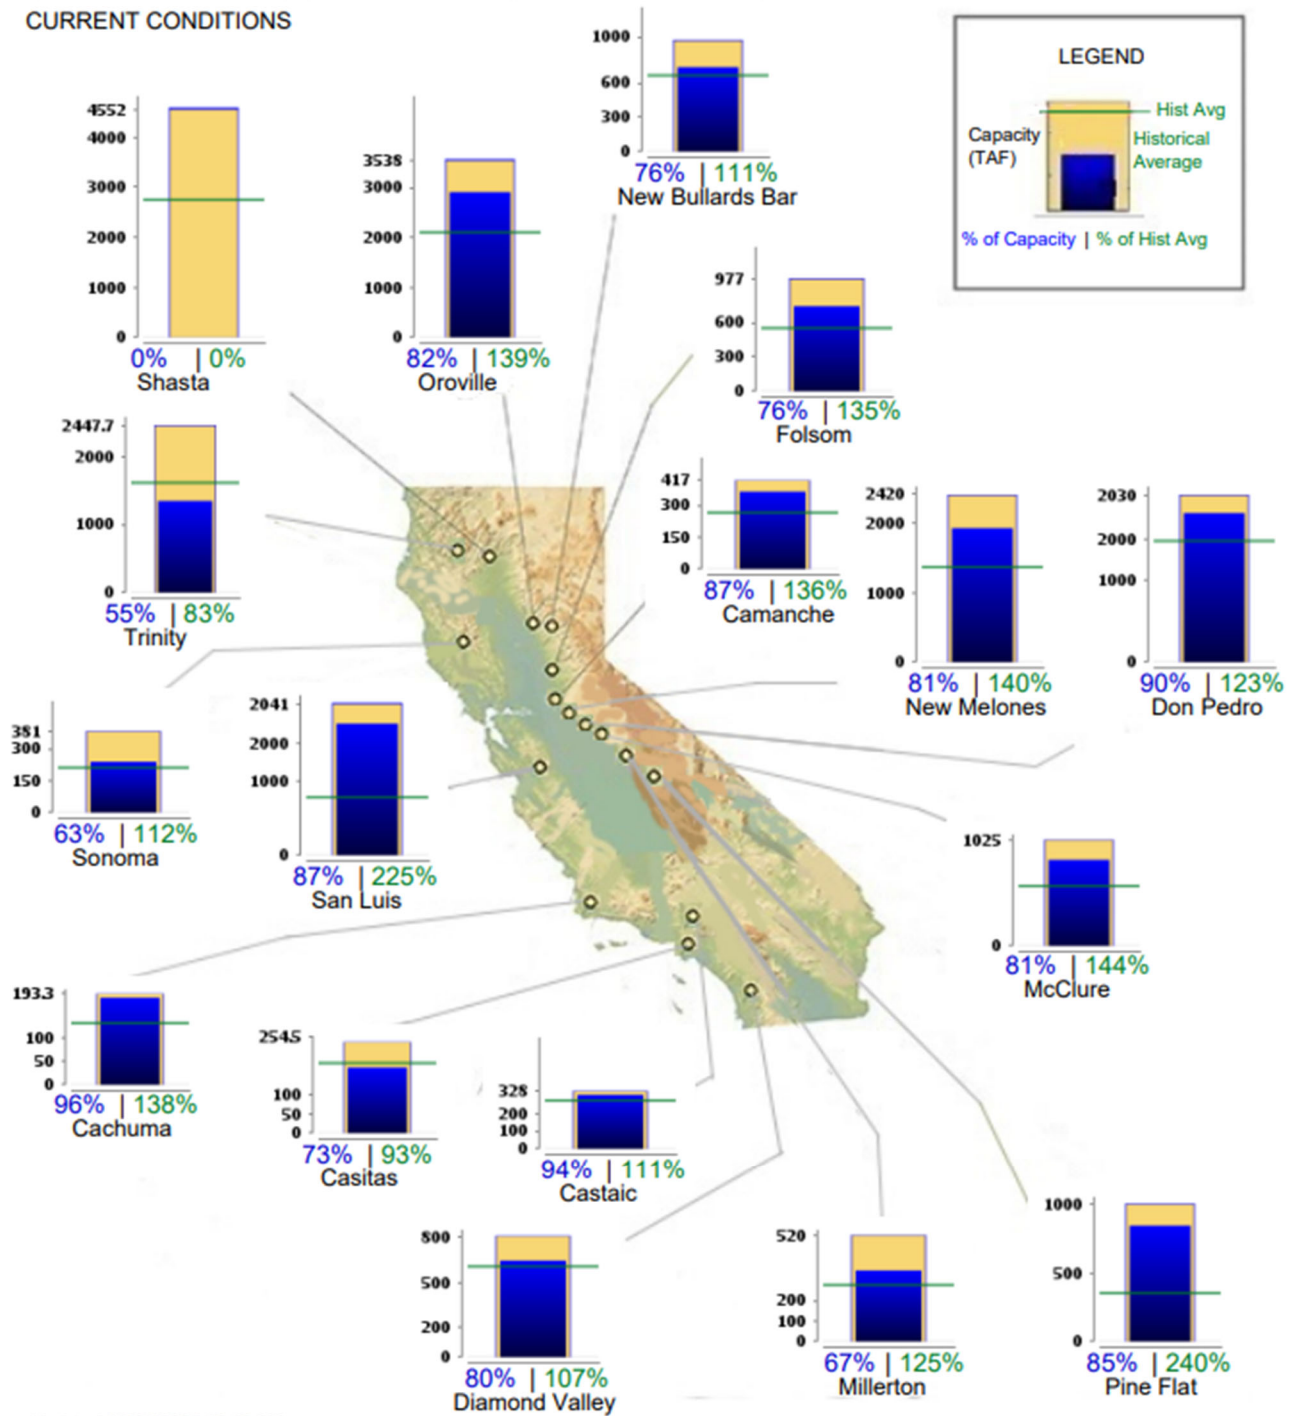 CURRENT CONDITIONS
LEGEND
Hist Avg
Capacity
(TAF)
Historical
Average
% of Capacity | % of Hist Avg
4552
4000
3000
2000
1000
0
0% | 0%
Shasta
3538
3000
2000
1000
0
82% | 139%
Oroville
1000
600
300
0
76% | 111%
New Bullards Bar
977
600
300
0
76% | 135%
Folsom
2447.7
2000
1000
0
55% | 83%
Trinity
417
300
150
0
87% | 136%
Camanche
2420
2000
1000
0
81% | 140%
New Melones
2030
2000
1000
0
90% | 123%
Don Pedro
381
300
150
0
63% | 112%
Sonoma
2041
2000
1000
0
87% | 225%
San Luis
1025
0
81% | 144%
McClure
193.3
100
50
0
96% | 138%
Cachuma
254.5
100
50
0
73% | 93%
Casitas
328
200
100
0
94% | 111%
Castaic
800
500
200
0
80% | 107%
Diamond Valley
520
200
100
0
67% | 125%
Millerton
1000
500
0
85% | 240%
Pine Flat